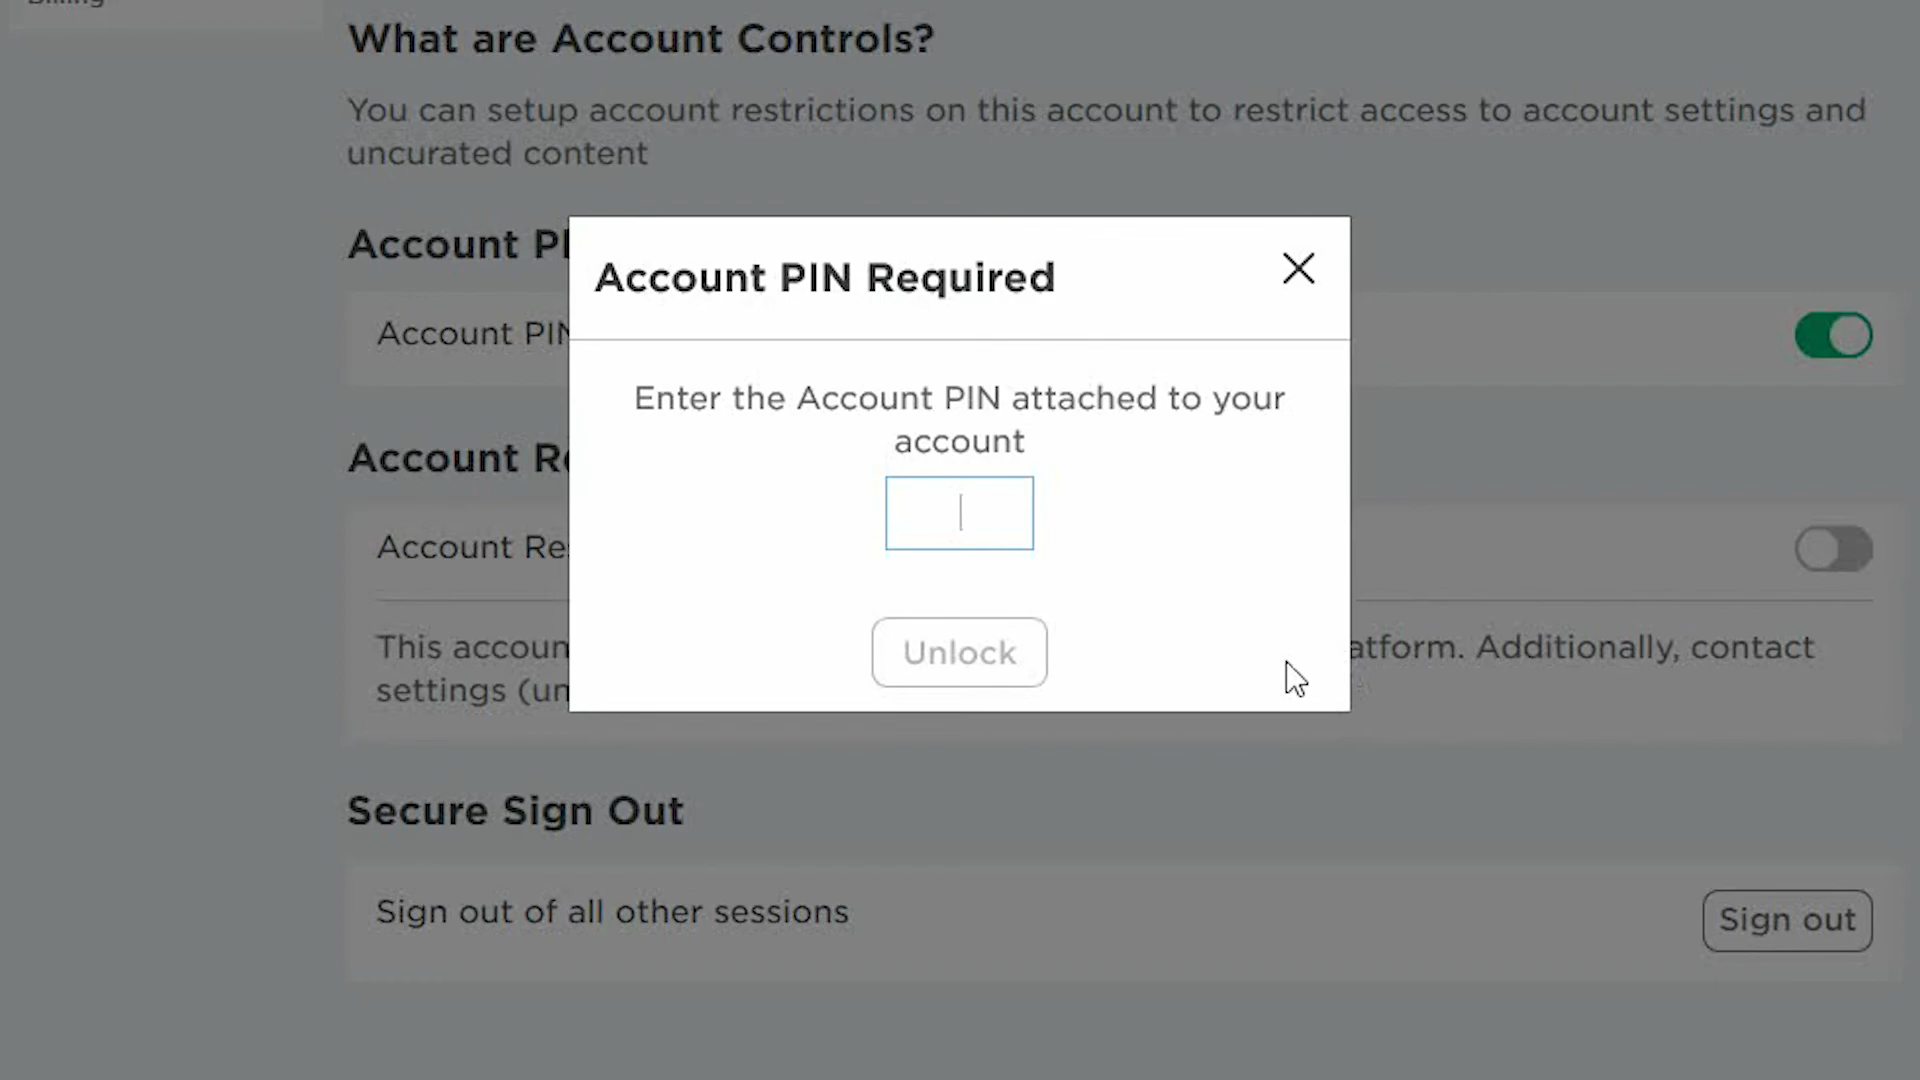 What are Account Controls?
You can setup account restrictions on this account to restrict access to account settings and
uncurated content
Account PI
Account PIN
Account Re
Account Res
This accoun
atform. Additionally, contact
settings (un
Account PIN Required
Enter the Account PIN attached to your
account
Unlock
Secure Sign Out
Sign out of all other sessions
Sign out